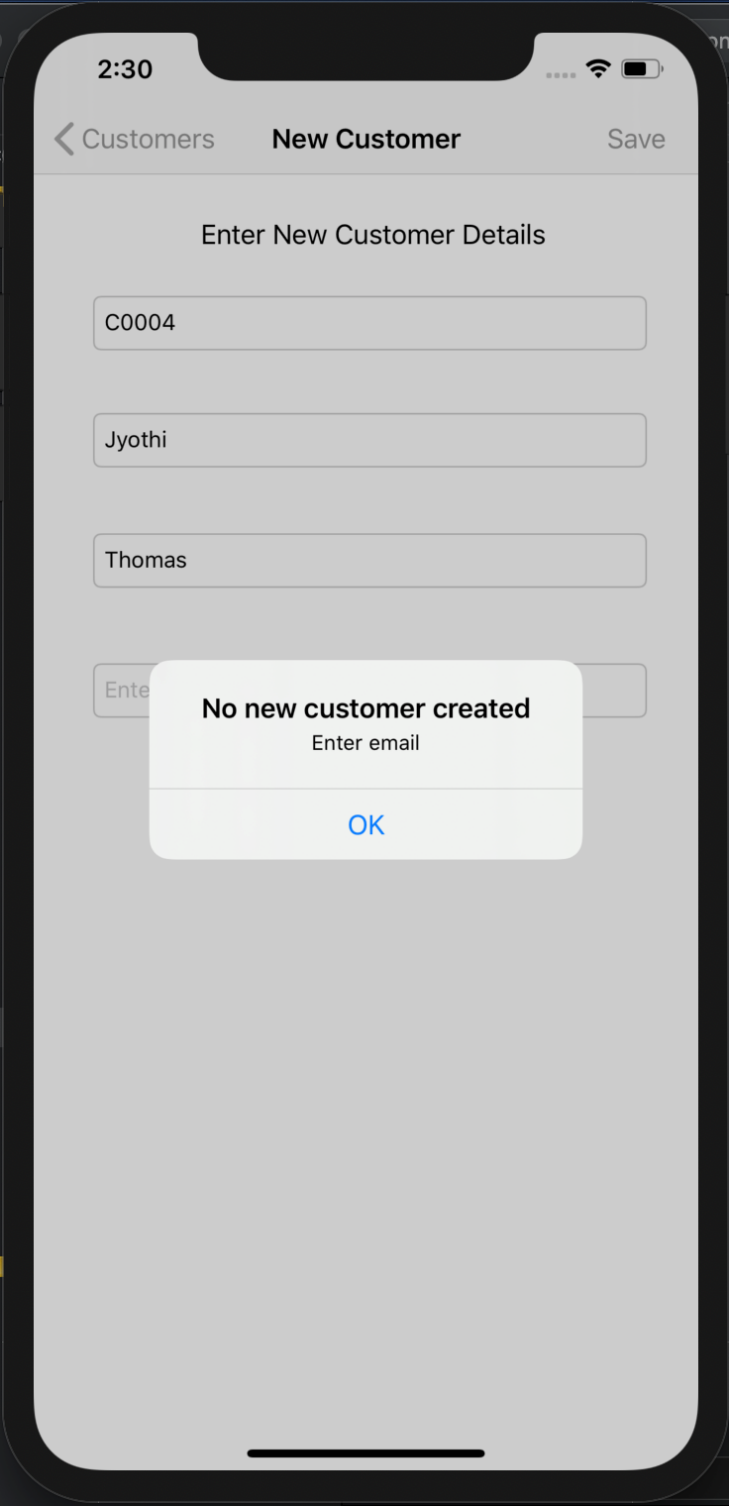 2:30
Customers New Customer Save
Enter New Customer Details
C0004
Jyothi
Thomas
Ente
No new customer created
Enter email
OK